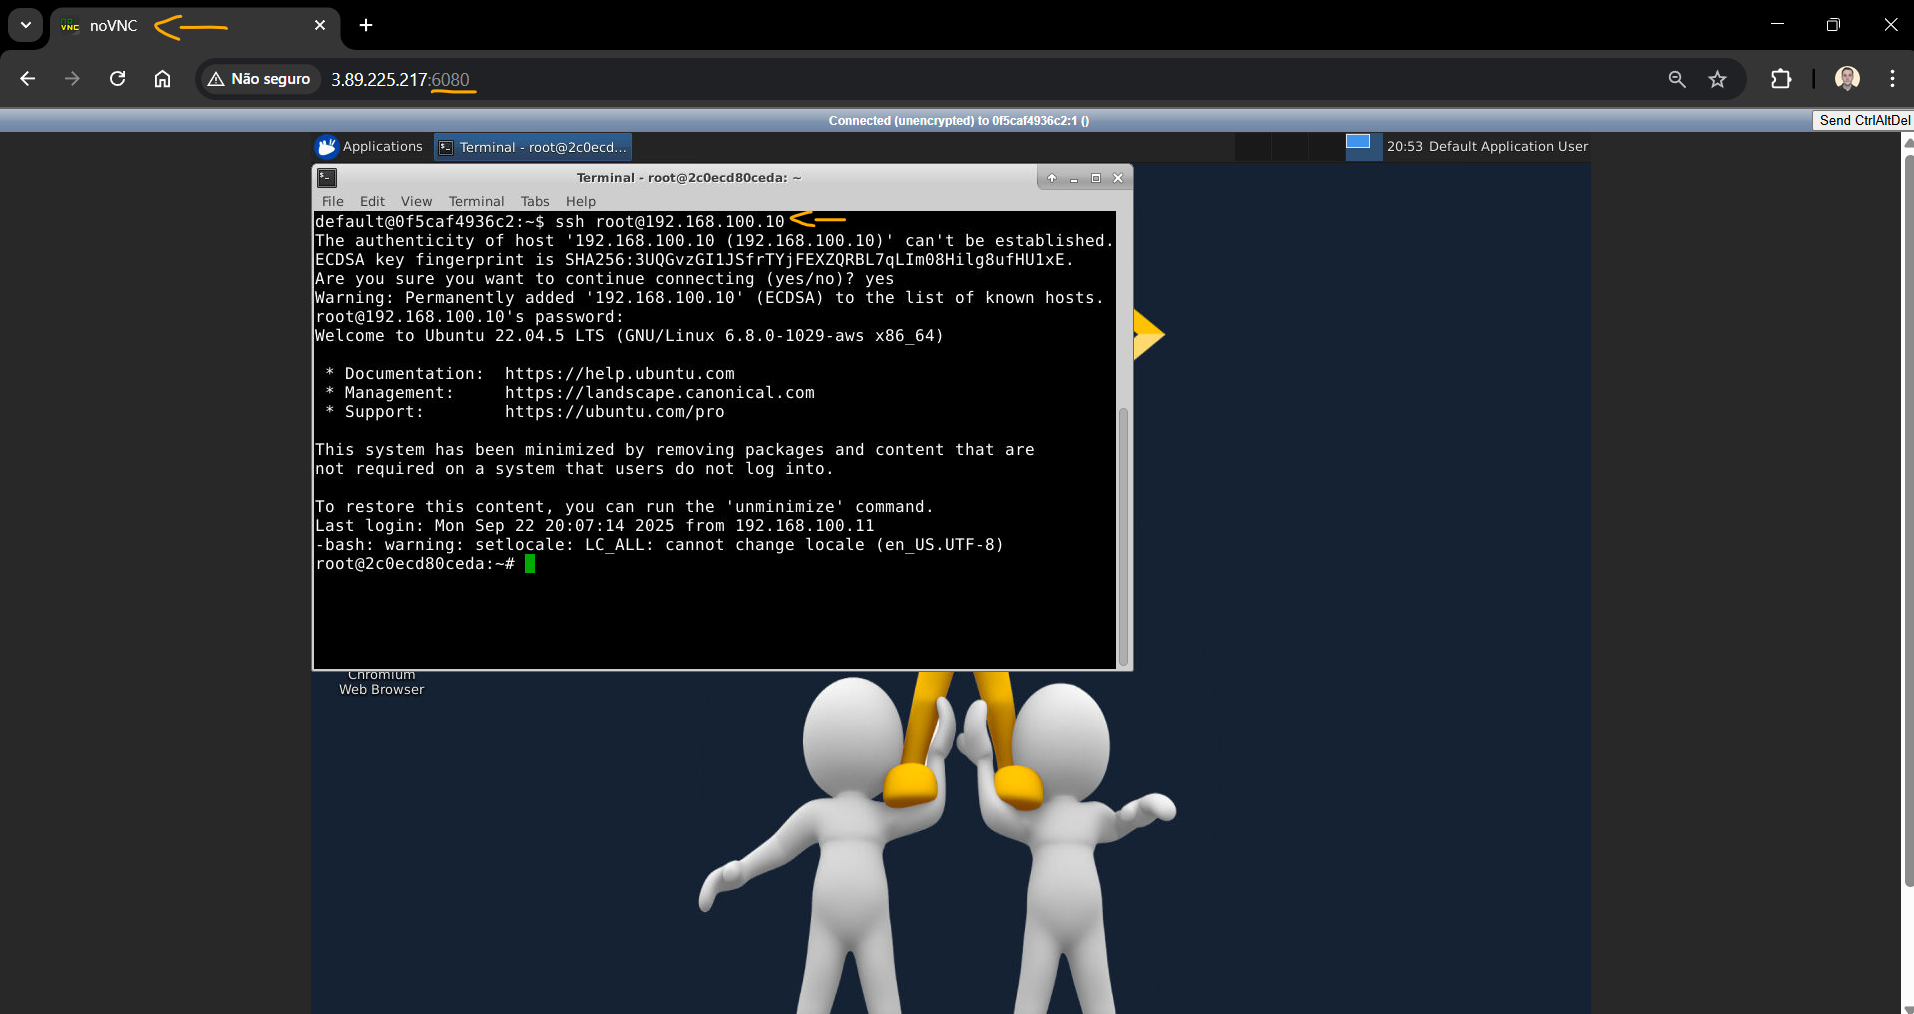 noVNC
Não seguro 3.89.225.217:6080
Connected (unencrypted) to 0f5caf4936c2:1 ()
Send CtrlAltDel
Applications
Terminal - root@2c0ecd...
20:53 Default Application User
Terminal - root@2c0ecd80ceda: ~
File Edit View Terminal Tabs Help
default@0f5caf4936c2:~$ ssh root@192.168.100.10
The authenticity of host '192.168.100.10 (192.168.100.10)' can't be established.
ECDSA key fingerprint is SHA256:3UQGvzGI1JSfrTYjFEXZQRBL7qLIm08Hilg8ufHU1xE.
Are you sure you want to continue connecting (yes/no)? yes
Warning: Permanently added '192.168.100.10' (ECDSA) to the list of known hosts.
root@192.168.100.10's password:
Welcome to Ubuntu 22.04.5 LTS (GNU/Linux 6.8.0-1029-aws x86_64)
* Documentation: https://help.ubuntu.com
* Management: https://landscape.canonical.com
* Support: https://ubuntu.com/pro
This system has been minimized by removing packages and content that are
not required on a system that users do not log into.
To restore this content, you can run the 'unminimize' command.
Last login: Mon Sep 22 20:07:14 2025 from 192.168.100.11
-bash: warning: setlocale: LC_ALL: cannot change locale (en_US.UTF-8)
root@2c0ecd80ceda:~#
Chromium
Web Browser